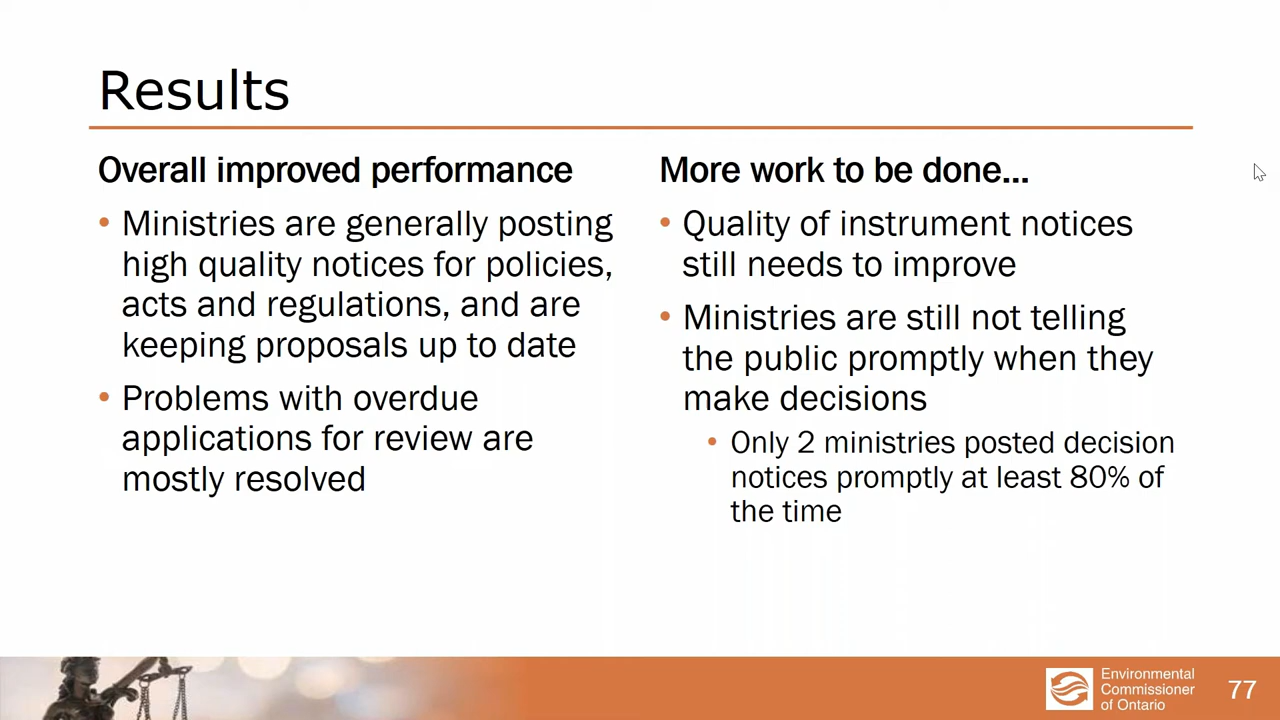 Results
Overall improved performance
• Ministries are generally posting
high quality notices for policies,
acts and regulations, and are
keeping proposals up to date
• Problems with overdue
applications for review are
mostly resolved
More work to be done...
• Quality of instrument notices
still needs to improve
• Ministries are still not telling
the public promptly when they
make decisions
• Only 2 ministries posted decision
notices promptly at least 80% of
the time
Environmental
Commissioner
of Ontario
77